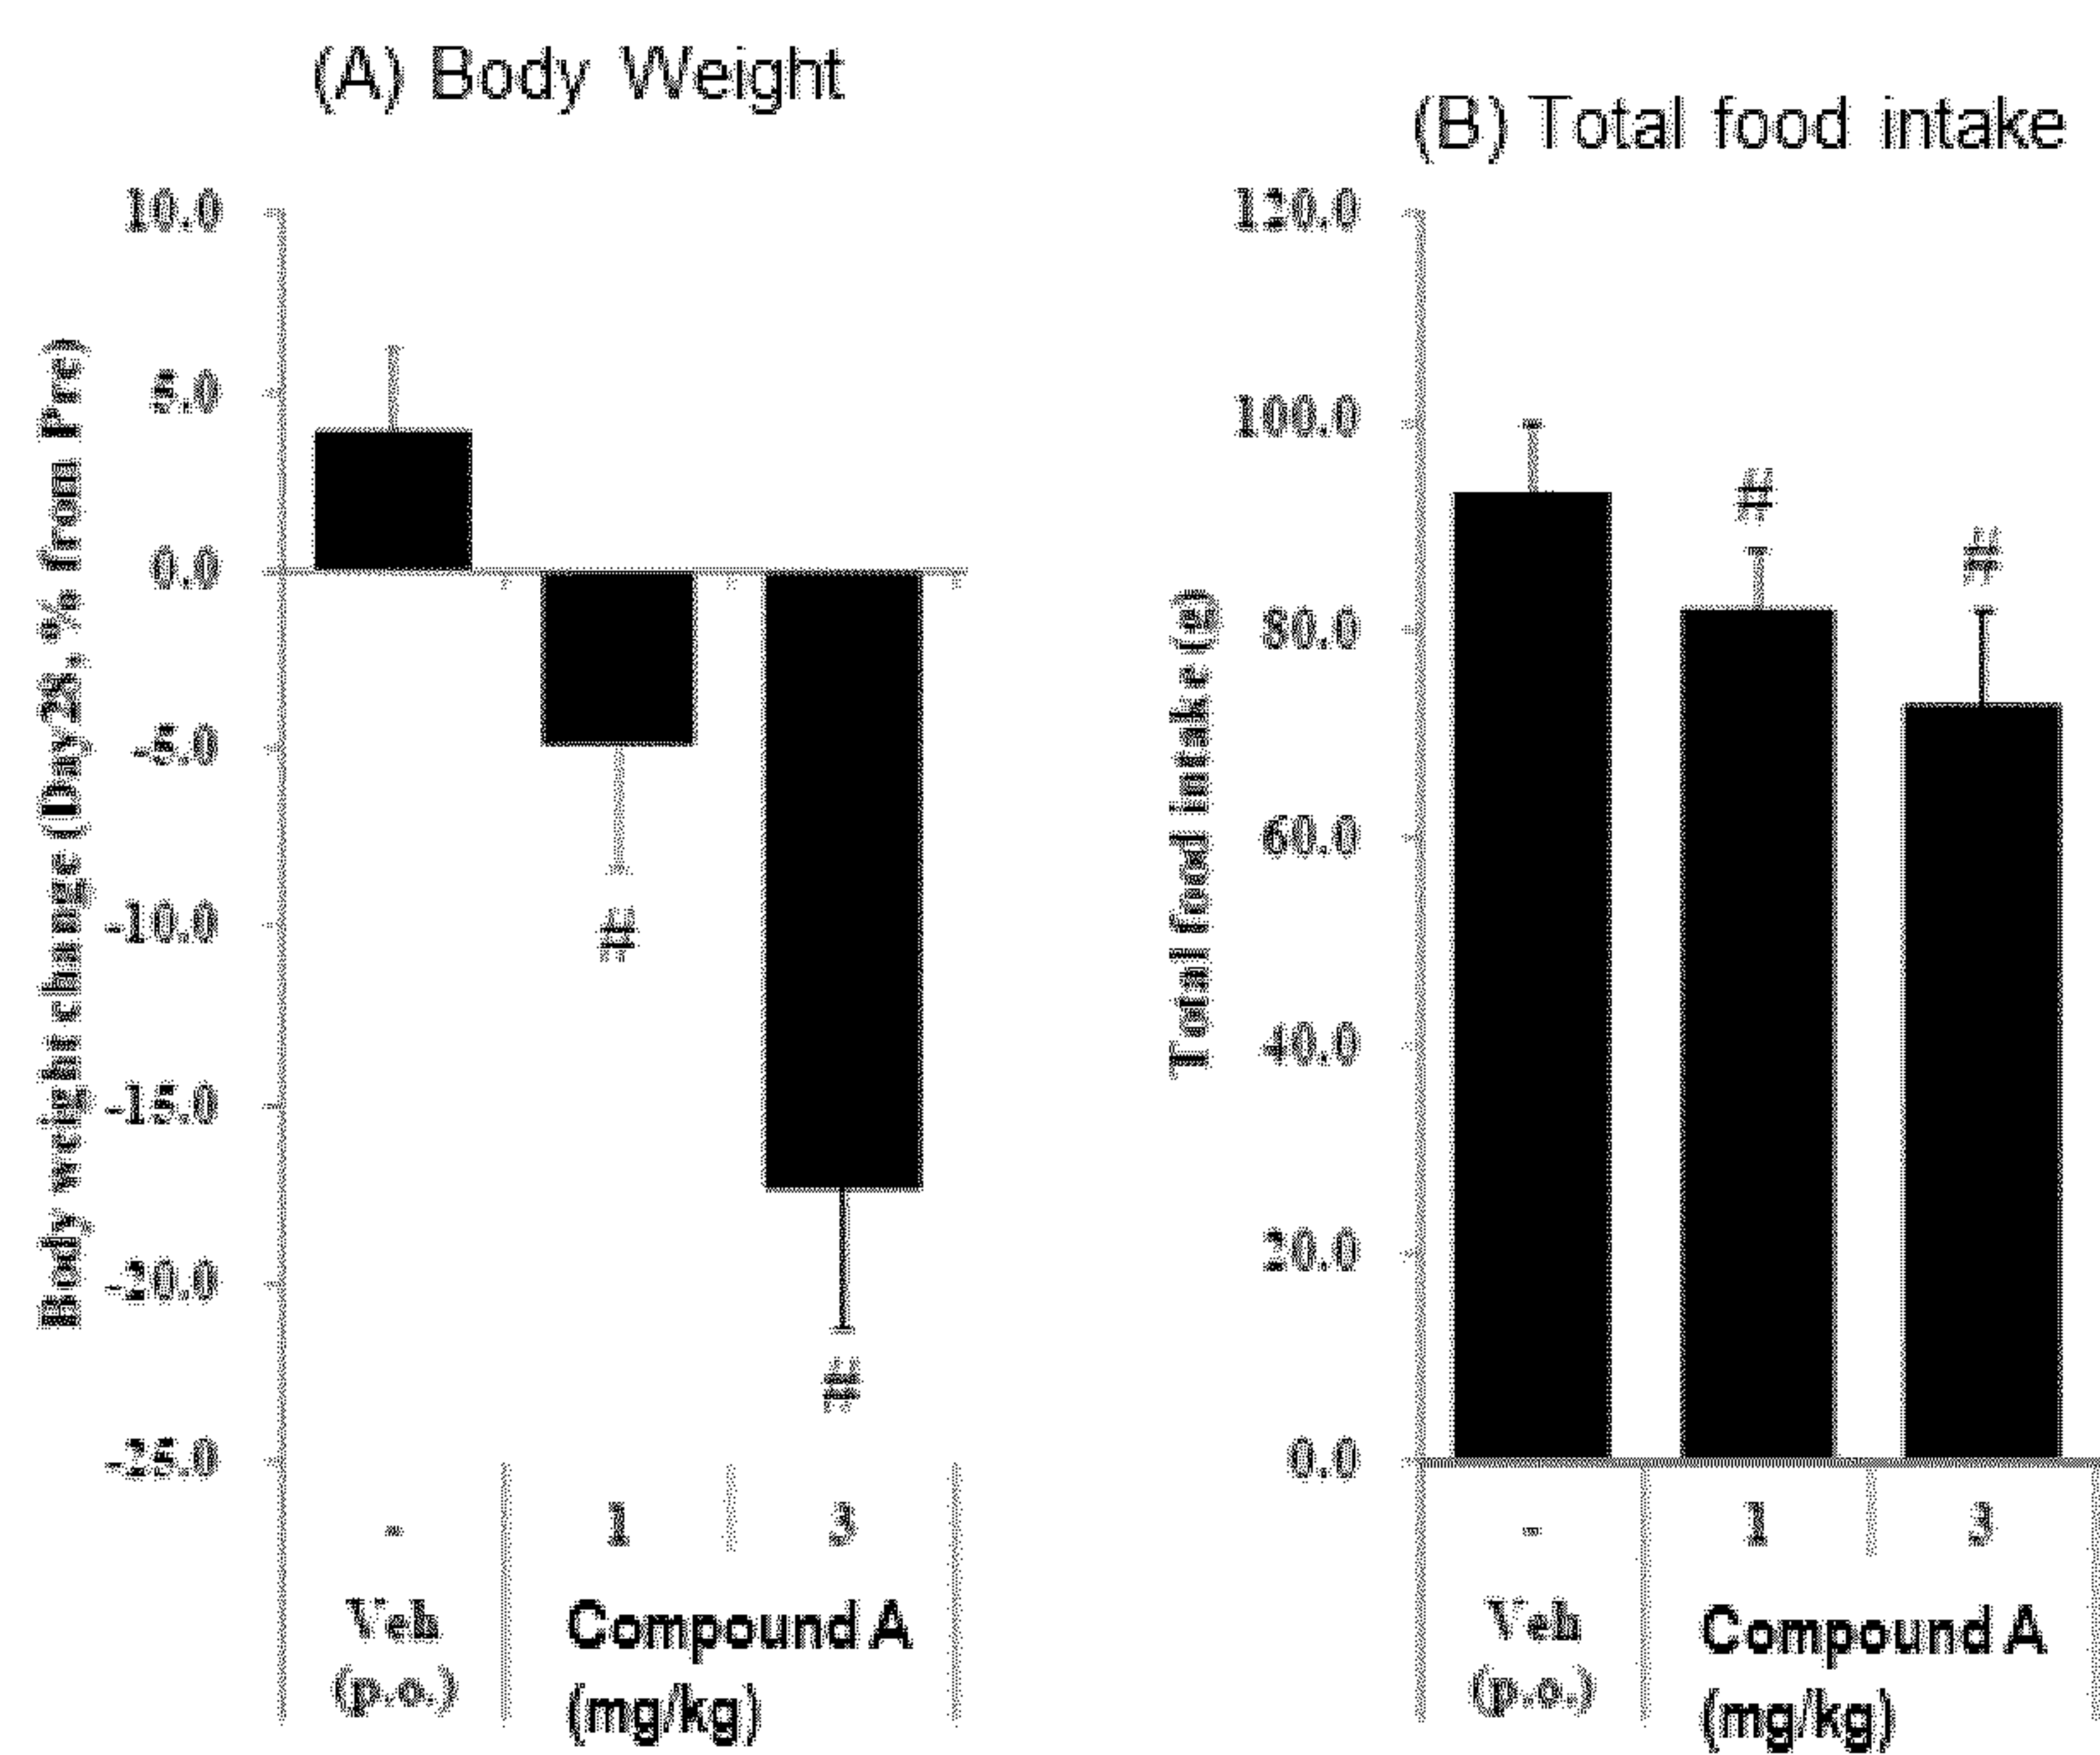 (A) Body Weight
10.0
5.0
0.0
-5.0
-10.0
-15.0
-20.0
-25.0
Body weight change (Day29, % from Pre)
#
#
-
1
3
Veh
(p.o.)
Compound A
(mg/kg)
(B) Total food intake
120.0
100.0
80.0
60.0
40.0
20.0
0.0
Total food intake (g)
#
#
-
1
3
Veh
(p.o.)
Compound A
(mg/kg)